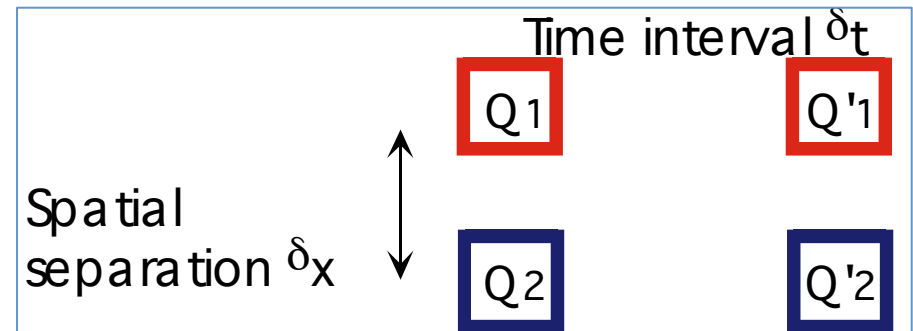 Time interval δt
Q1
Q'1
Spatial
separation δx
Q2
Q'2